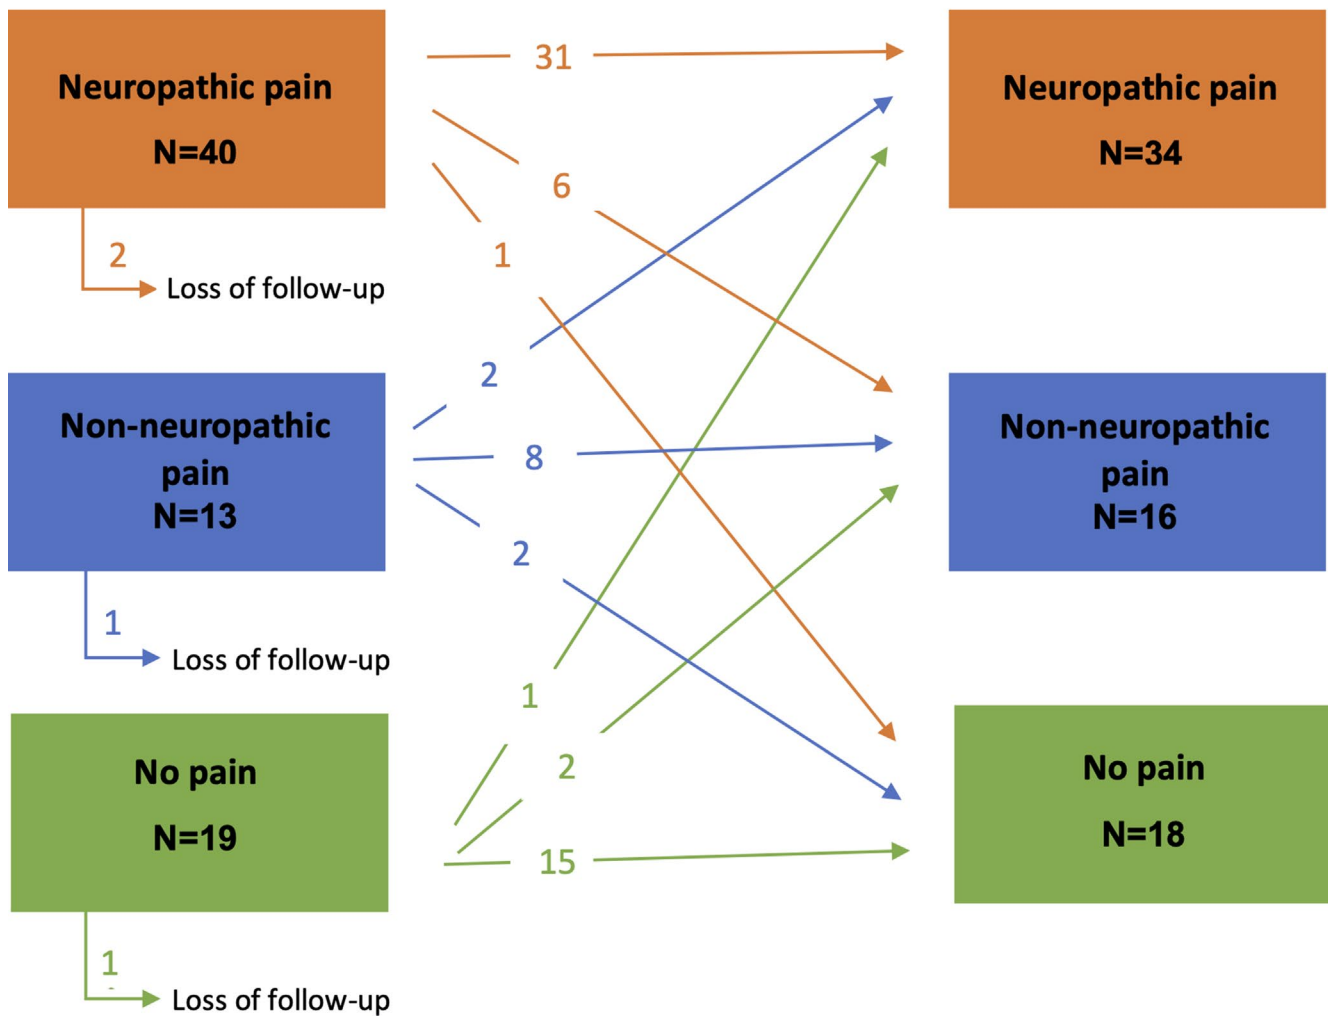 Neuropathic pain
N=40
2
Loss of follow-up
31
6
1
Neuropathic pain
N=34
Non-neuropathic
pain
N=13
1
Loss of follow-up
2
8
2
Non-neuropathic
pain
N=16
No pain
N=19
1
Loss of follow-up
1
2
15
No pain
N=18